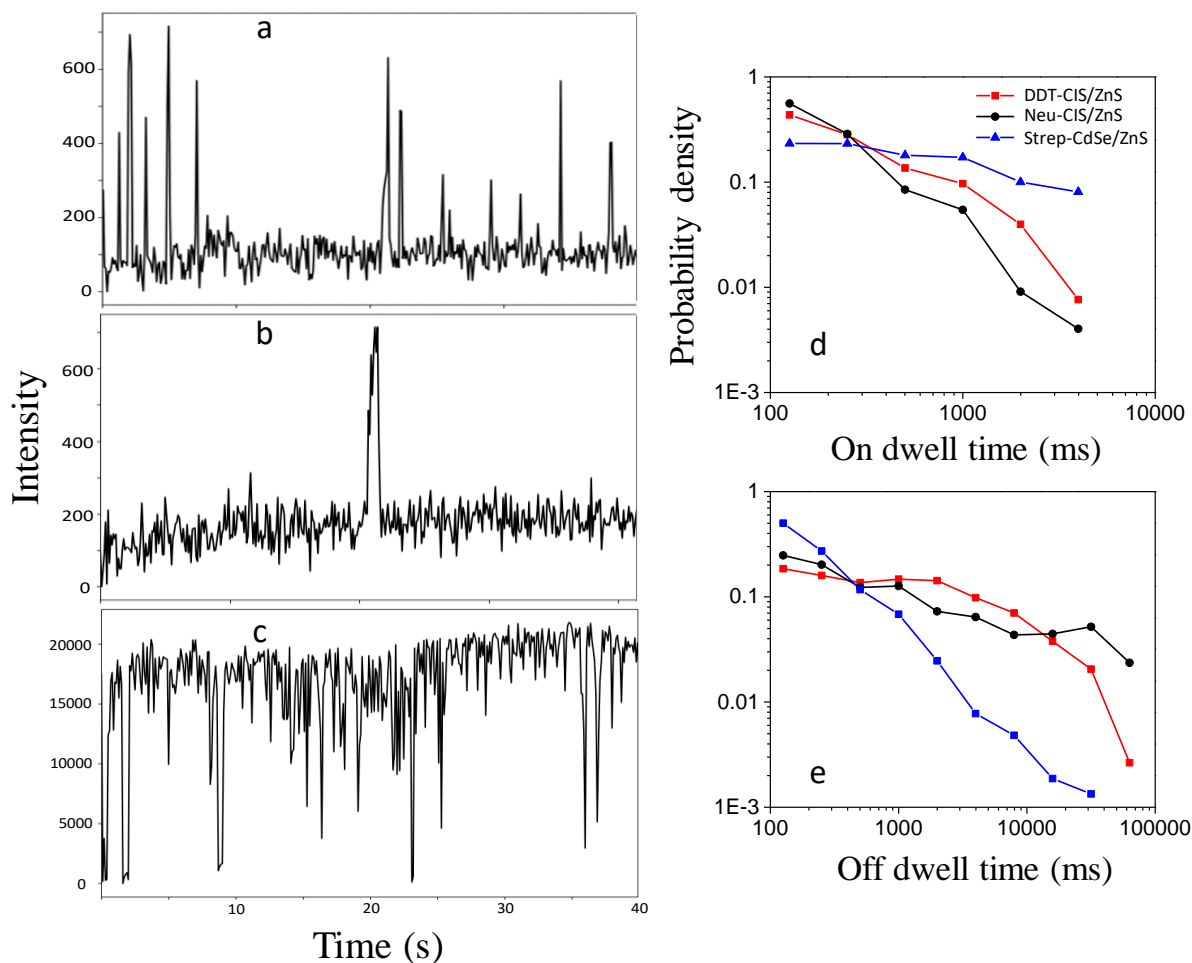 Intensity
a
600
400
200
0
b
600
400
200
0
c
20000
15000
10000
5000
0
10
20
30
40
Time (s)
Probability density
1
0.1
0.01
1E-3
DDT-CIS/ZnS
Neu-CIS/ZnS
Strep-CdSe/ZnS
d
100
1000
10000
On dwell time (ms)
1
0.1
0.01
1E-3
e
100
1000
10000
100000
Off dwell time (ms)